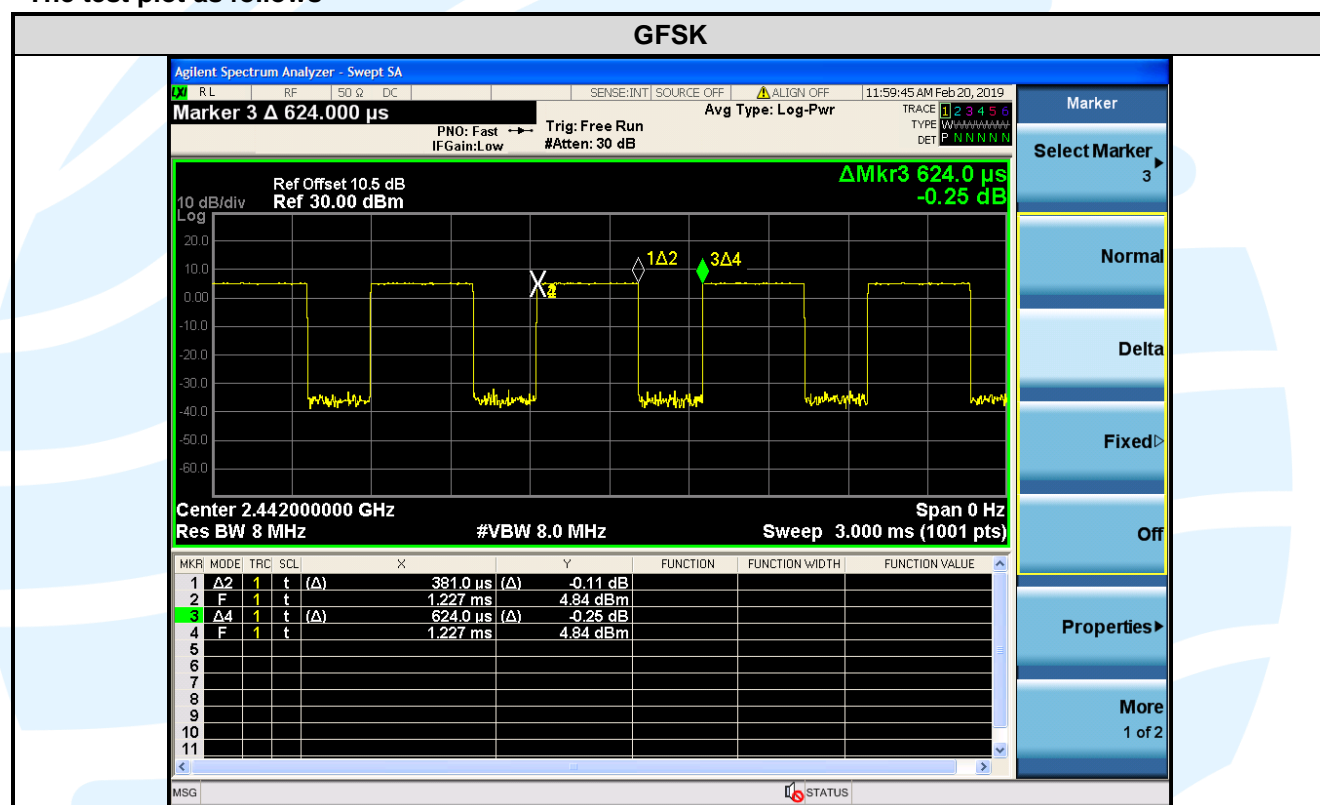 GFSK
Agilent Spectrum Analyzer - Swept SA
LXI RL RF 50 Ω DC SENSE:INT SOURCE OFF ALIGN OFF 11:59:45 AM Feb 20, 2019
Marker 3 Δ 624.000 µs
PNO: Fast
IFGain:Low
Trig: Free Run
#Atten: 30 dB
Avg Type: Log-Pwr
TRACE 1 2 3 4 5 6
TYPE
DET P N N N N N
ΔMkr3 624.0 µs
-0.25 dB
Ref Offset 10.5 dB
10 dB/div Ref 30.00 dBm
Log
20.0
10.0
0.00
-10.0
-20.0
-30.0
-40.0
-50.0
-60.0
1Δ2
3Δ4
Center 2.442000000 GHz Span 0 Hz
Res BW 8 MHz #VBW 8.0 MHz Sweep 3.000 ms (1001 pts)
MKR MODE TRC SCL X Y FUNCTION FUNCTION WIDTH FUNCTION VALUE
1 Δ2 1 t (Δ) 381.0 µs (Δ) -0.11 dB
2 F 1 t 1.227 ms 4.84 dBm
3 Δ4 1 t (Δ) 624.0 µs (Δ) -0.25 dB
4 F 1 t 1.227 ms 4.84 dBm
5
6
7
8
9
10
11
MSG STATUS
Marker
Select Marker
3
Normal
Delta
Fixed
Off
Properties
More
1 of 2